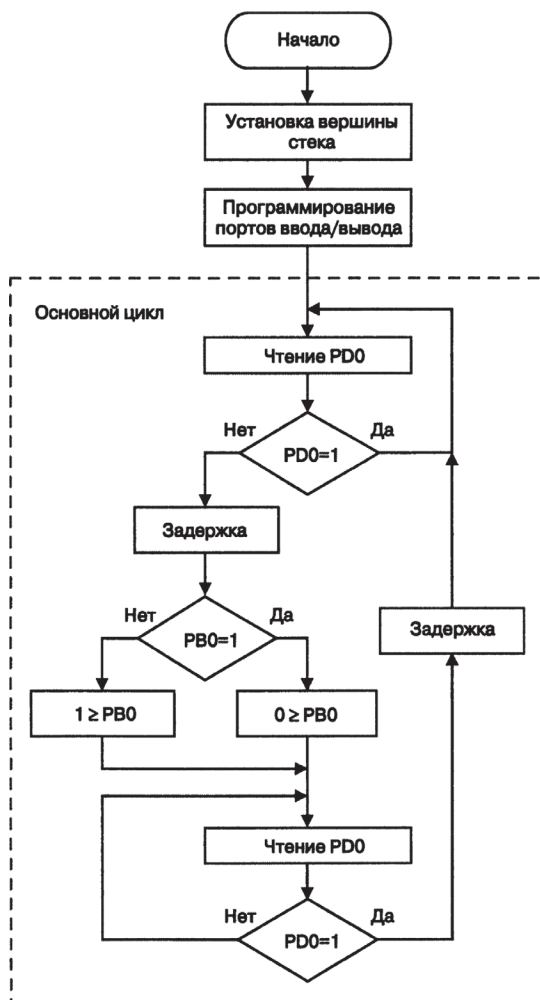 Начало
Установка вершины
стека
Программирование
портов ввода/вывода
Основной цикл
Чтение PD0
Нет
Да
PD0=1
Задержка
Нет
Да
PB0=1
Задержка
1 ≥ PB0
0 ≥ PB0
Чтение PD0
Нет
Да
PD0=1